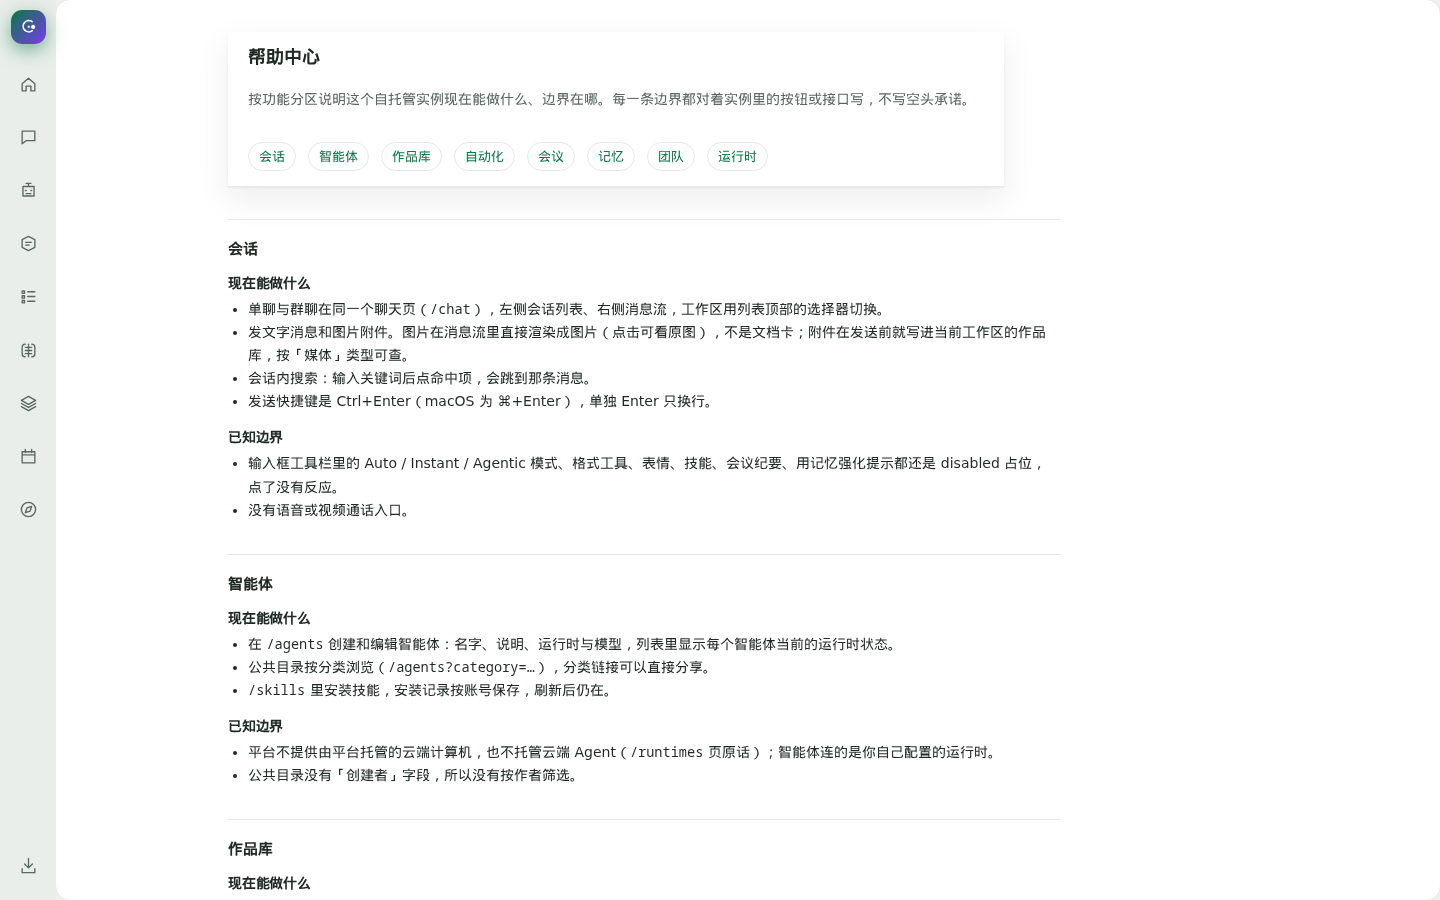 帮助中心
按功能分区说明这个自托管实例现在能做什么、边界在哪。每一条边界都对着实例里的按钮或接口写，不写空头承诺。
会话
智能体
作品库
自动化
会议
记忆
团队
运行时
会话
现在能做什么
单聊与群聊在同一个聊天页（/chat），左侧会话列表、右侧消息流，工作区用列表顶部的选择器切换。
发文字消息和图片附件。图片在消息流里直接渲染成图片（点击可看原图），不是文档卡；附件在发送前就写进当前工作区的作品
库，按「媒体」类型可查。
会话内搜索：输入关键词后点命中项，会跳到那条消息。
发送快捷键是 Ctrl+Enter（macOS 为 ⌘+Enter），单独 Enter 只换行。
已知边界
输入框工具栏里的 Auto / Instant / Agentic 模式、格式工具、表情、技能、会议纪要、用记忆强化提示都还是 disabled 占位，
点了没有反应。
没有语音或视频通话入口。
智能体
现在能做什么
在 /agents 创建和编辑智能体：名字、说明、运行时与模型，列表里显示每个智能体当前的运行时状态。
公共目录按分类浏览（/agents?category=…），分类链接可以直接分享。
/skills 里安装技能，安装记录按账号保存，刷新后仍在。
已知边界
平台不提供由平台托管的云端计算机，也不托管云端 Agent（/runtimes 页原话）；智能体连的是你自己配置的运行时。
公共目录没有「创建者」字段，所以没有按作者筛选。
作品库
现在能做什么